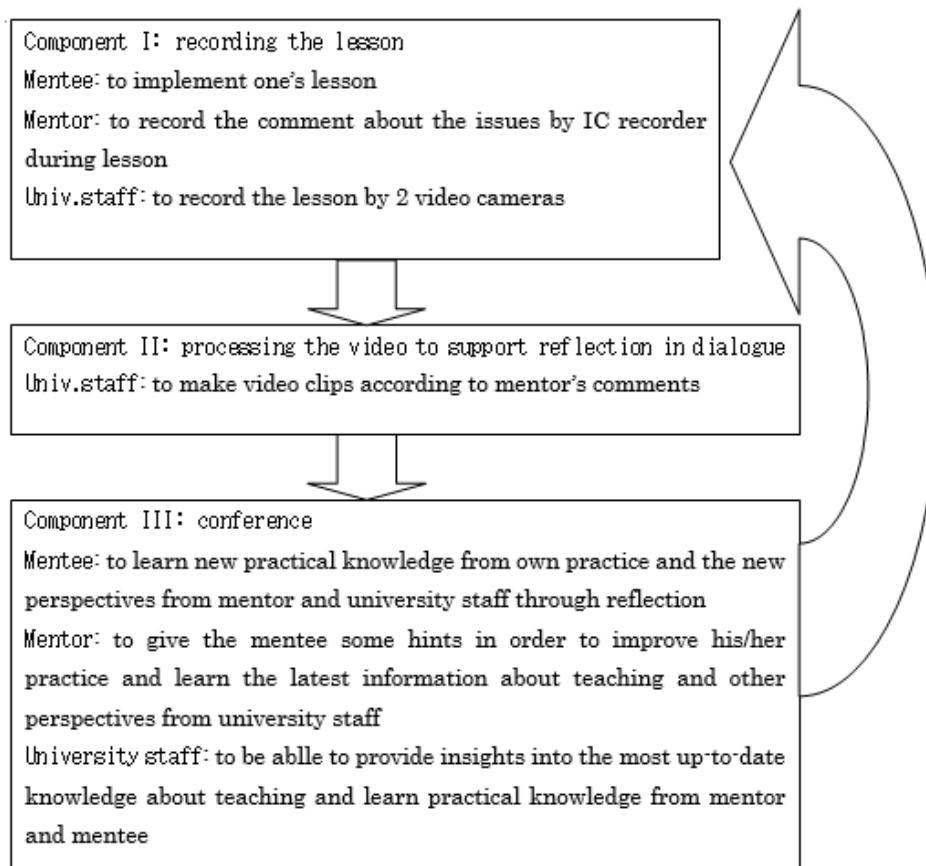 Component I: recording the lesson
Mentee: to implement one's lesson
Mentor: to record the comment about the issues by IC recorder
during lesson
Univ.staff: to record the lesson by 2 video cameras
Component II: processing the video to support reflection in dialogue
Univ.staff: to make video clips according to mentor's comments
Component III: conference
Mentee: to learn new practical knowledge from own practice and the new
perspectives from mentor and university staff through reflection
Mentor: to give the mentee some hints in order to improve his/her
practice and learn the latest information about teaching and other
perspectives from university staff
University staff: to be ablle to provide insights into the most up-to-date
knowledge about teaching and learn practical knowledge from mentor
and mentee